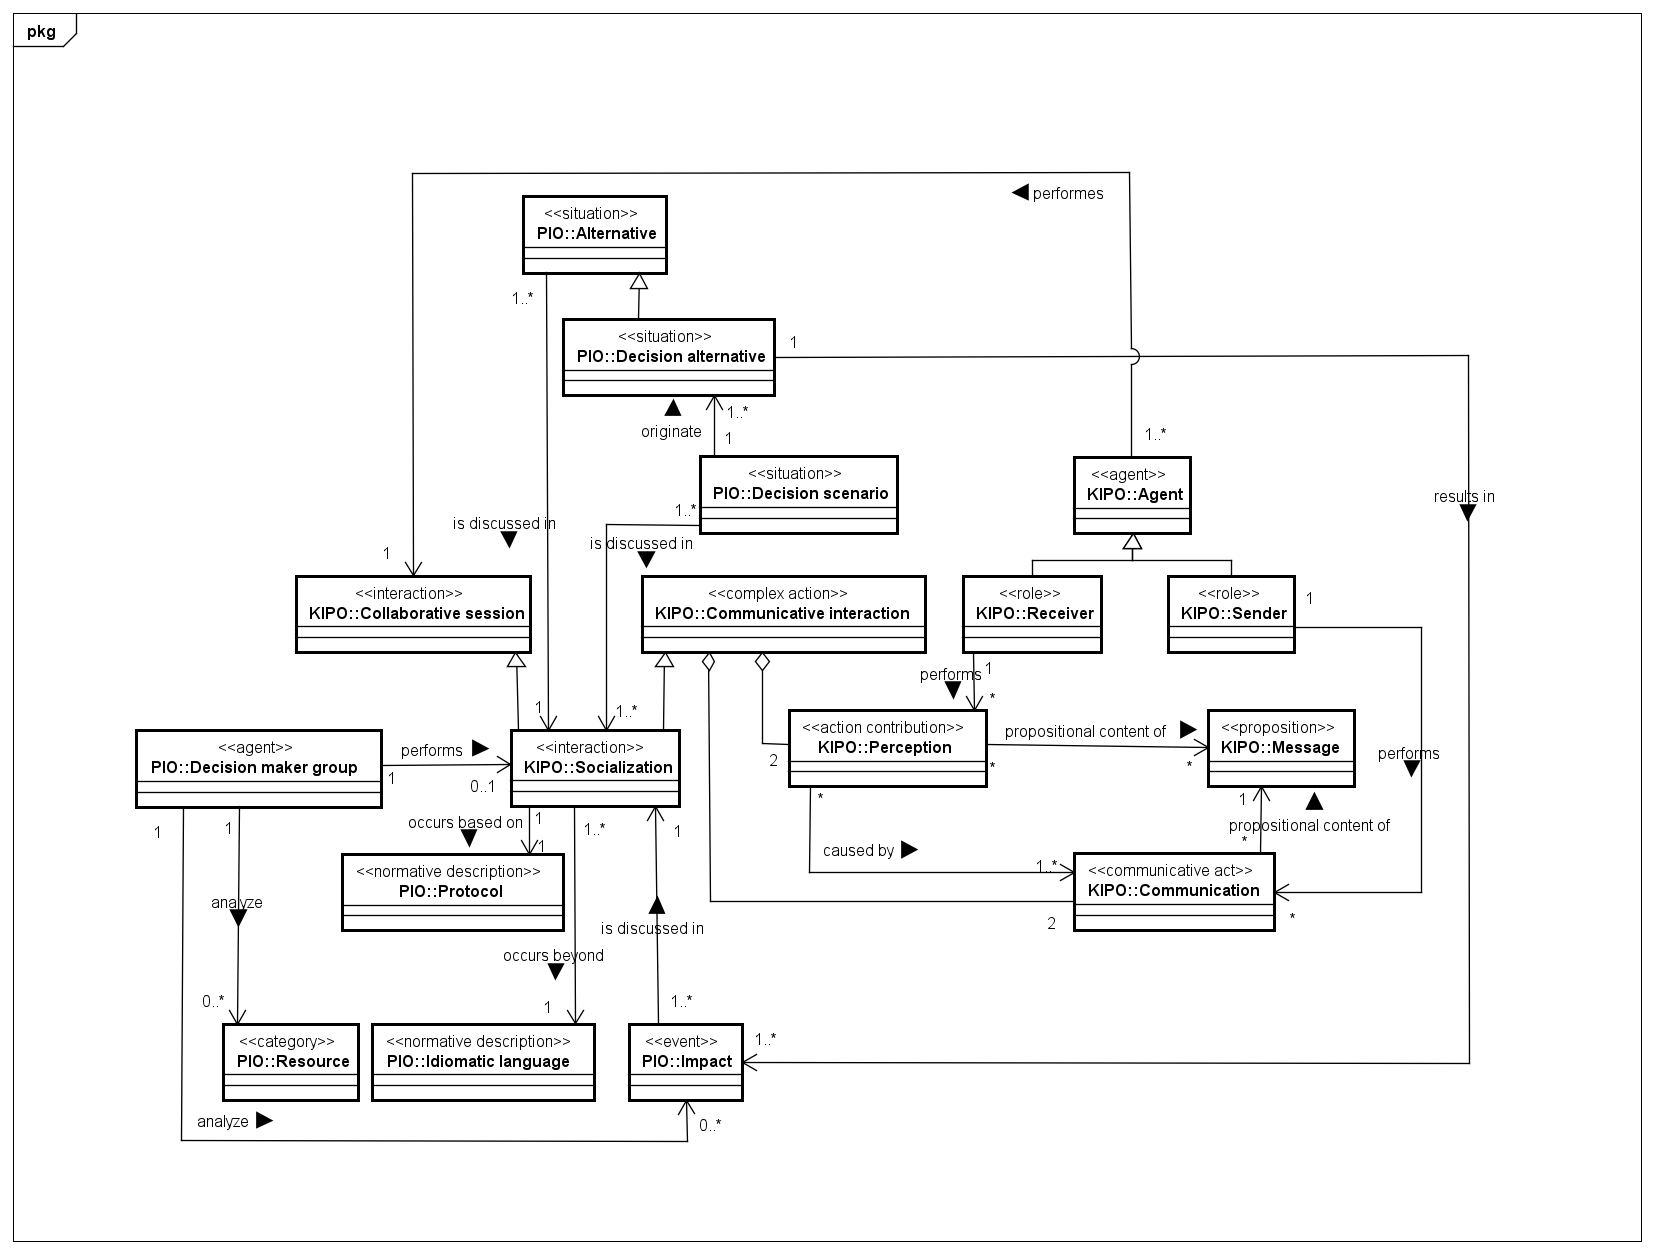 pkg
performes
<<situation>>
PIO::Alternative
1..*
<<situation>>
PIO::Decision alternative
1
1..*
originate
1
1..*
<<situation>>
PIO::Decision scenario
<<agent>>
KIPO::Agent
results in
1..*
is discussed in
is discussed in
1
<<interaction>>
KIPO::Collaborative session
<<complex action>>
KIPO::Communicative interaction
<<role>>
KIPO::Receiver
<<role>>
KIPO::Sender
1
performs
1
*
1
1..*
<<agent>>
PIO::Decision maker group
performs
1
0..1
<<interaction>>
KIPO::Socialization
<<action contribution>>
KIPO::Perception
2
propositional content of
*
*
<<proposition>>
KIPO::Message
performs
1
1
occurs based on
1
1
1..*
1
*
1
propositional content of
*
caused by
1..*
<<normative description>>
PIO::Protocol
<<communicative act>>
KIPO::Communication
analyze
is discussed in
2
*
occurs beyond
0..*
1
1..*
<<category>>
PIO::Resource
<<normative description>>
PIO::Idiomatic language
<<event>>
PIO::Impact
1..*
analyze
0..*